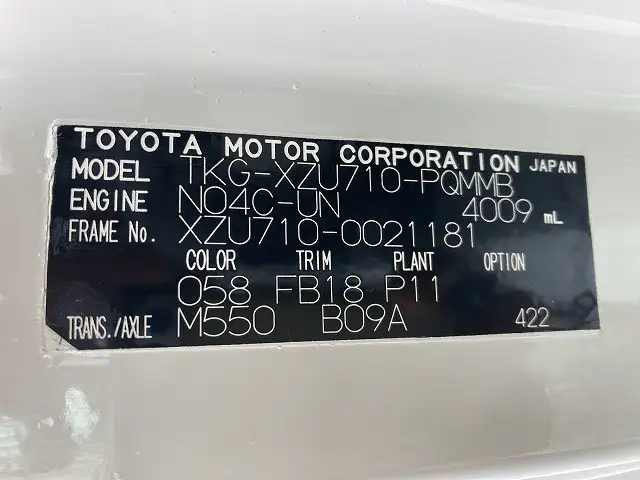 TOYOTA MOTOR CORPORATION JAPAN
MODEL TKG-XZU710-PQMMB
ENGINE N04C-UN 4009 mL
FRAME No. XZU710-0021181
COLOR TRIM PLANT OPTION
058 FB18 P11
TRANS./AXLE M550 B09A 422